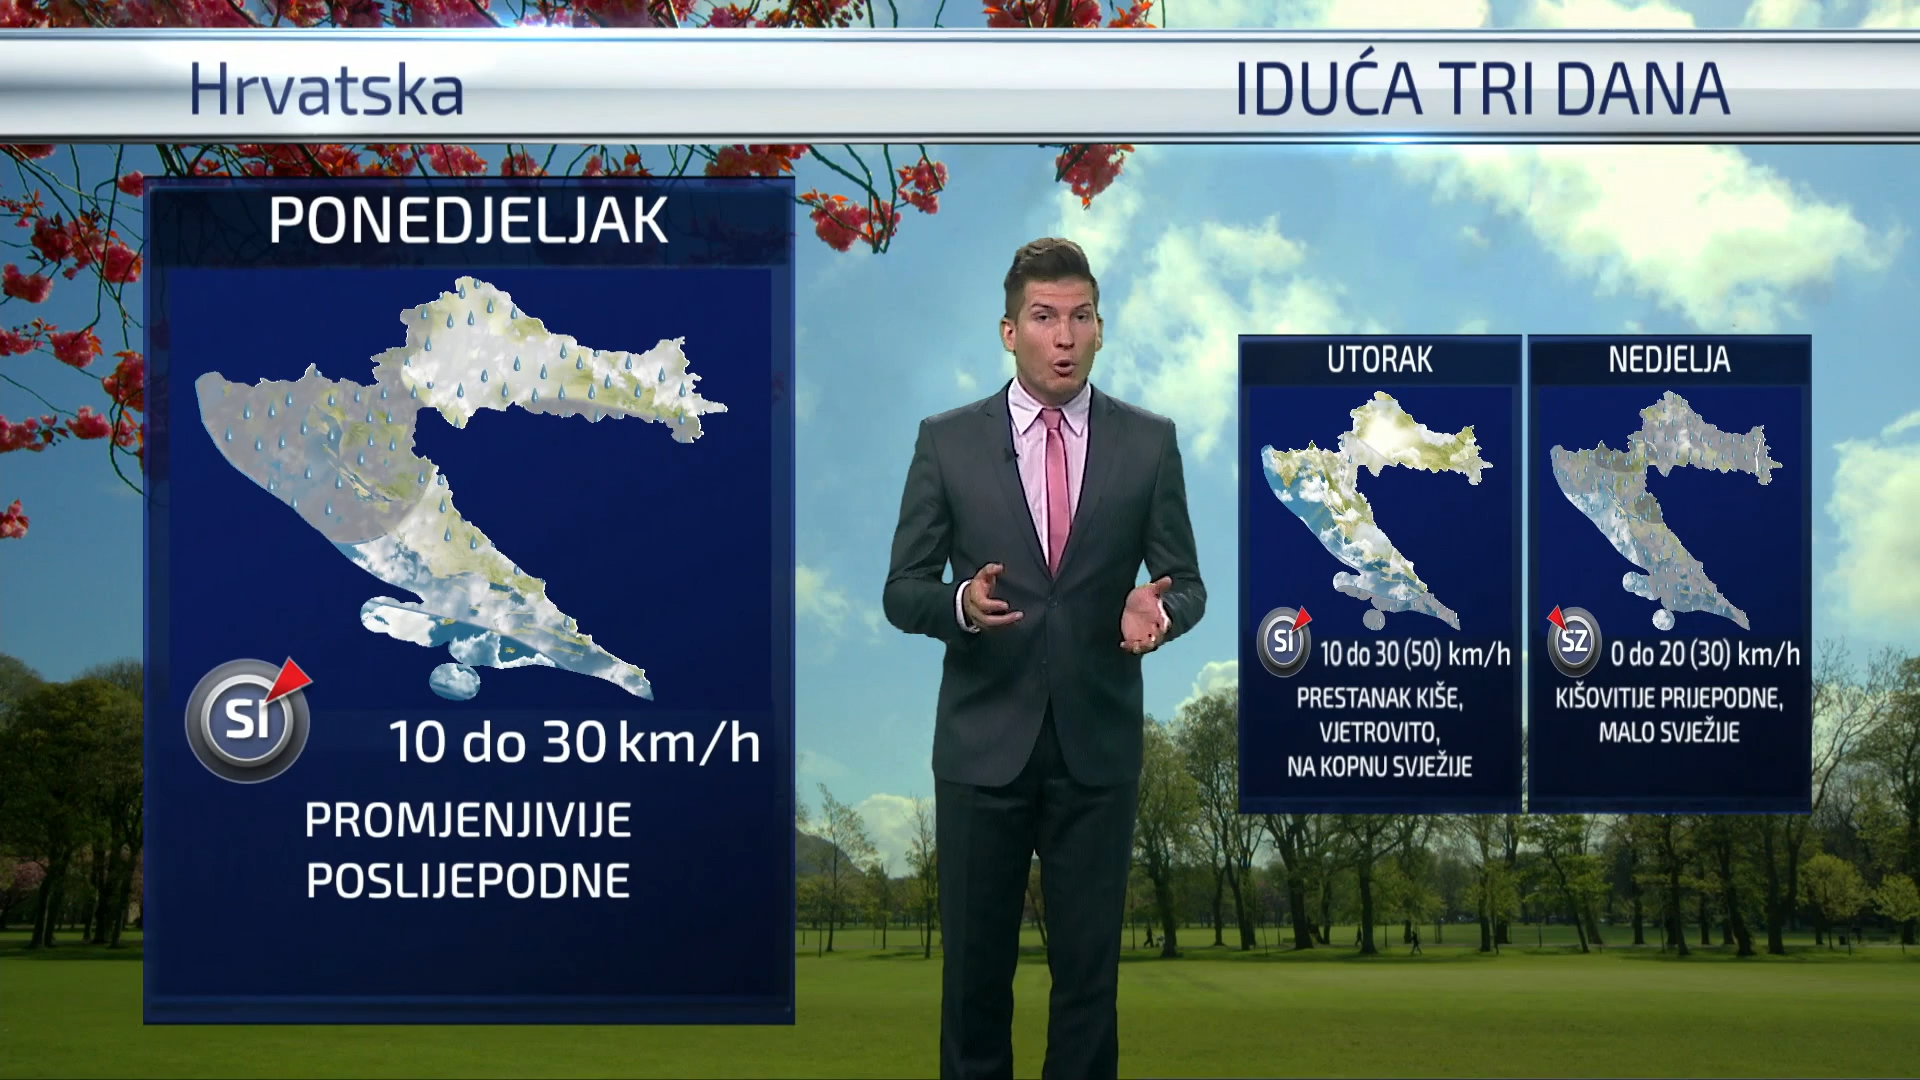 Hrvatska
IDUĆA TRI DANA
PONEDJELJAK
SI
10 do 30 km/h
PROMJENJIVIJE
POSLIJEPODNE
UTORAK
SI
10 do 30 (50) km/h
PRESTANAK KIŠE,
VJETROVITO,
NA KOPNU SVJEŽIJE
NEDJELJA
SZ
0 do 20 (30) km/h
KIŠOVITIJE PRIJEPODNE,
MALO SVJEŽIJE